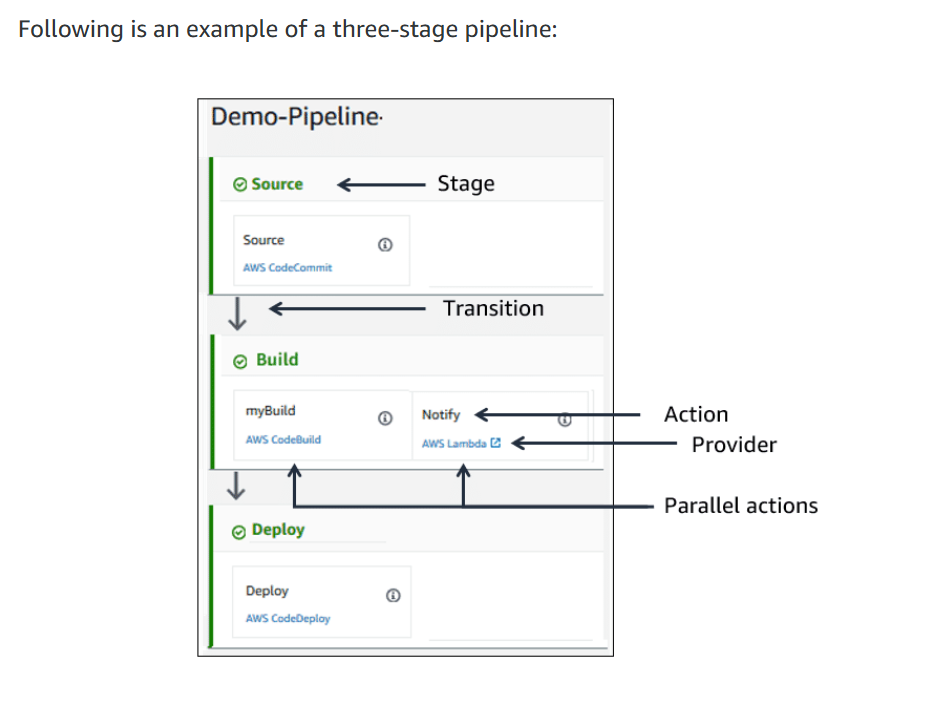 Following is an example of a three-stage pipeline:
Demo-Pipeline
Source
Stage
Source
AWS CodeCommit
Transition
Build
myBuild
AWS CodeBuild
Notify
AWS Lambda
Action
Provider
Parallel actions
Deploy
Deploy
AWS CodeDeploy